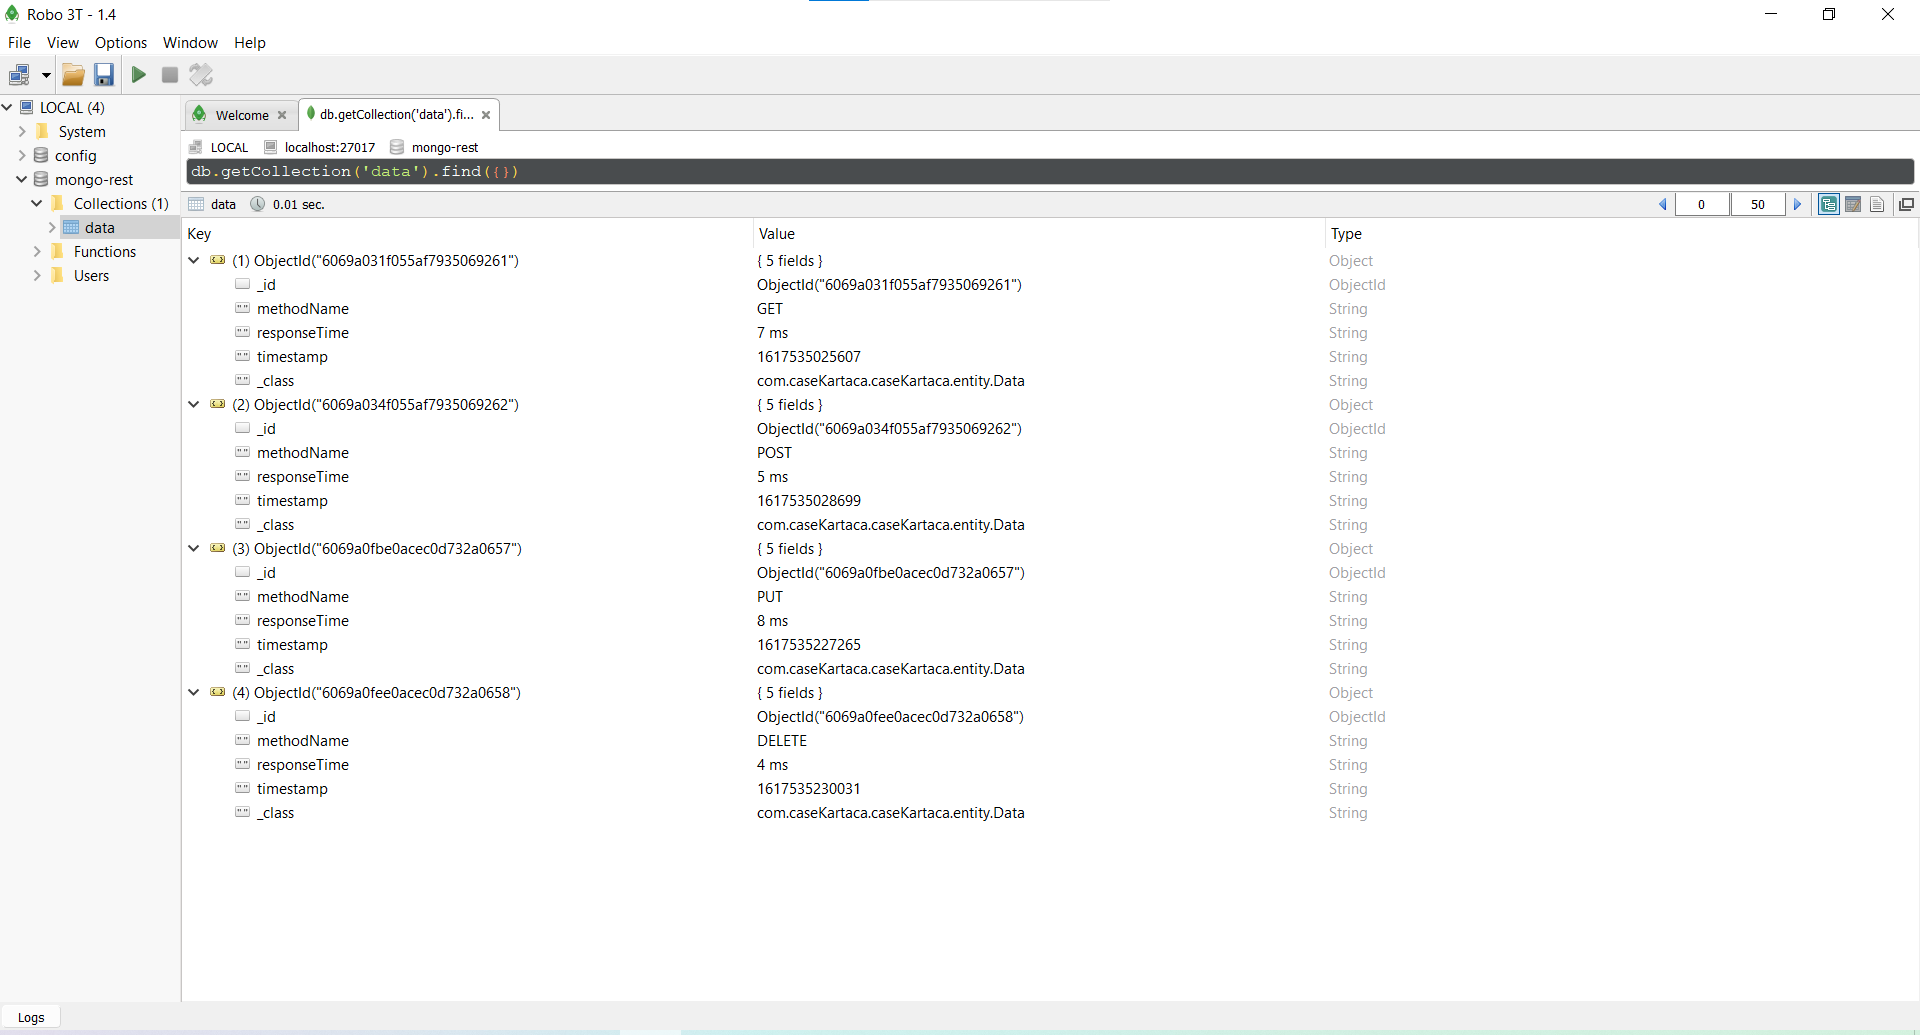 Robo 3T - 1.4
File View Options Window Help
LOCAL (4)
System
config
mongo-rest
Collections (1)
data
Functions
Users
Welcome db.getCollection('data').fi...
LOCAL localhost:27017 mongo-rest
db.getCollection('data').find({})
data 0.01 sec. 0 50
Key Value Type
(1) ObjectId("6069a031f055af7935069261") { 5 fields } Object
_id ObjectId("6069a031f055af7935069261") ObjectId
methodName GET String
responseTime 7 ms String
timestamp 1617535025607 String
_class com.caseKartaca.caseKartaca.entity.Data String
(2) ObjectId("6069a034f055af7935069262") { 5 fields } Object
_id ObjectId("6069a034f055af7935069262") ObjectId
methodName POST String
responseTime 5 ms String
timestamp 1617535028699 String
_class com.caseKartaca.caseKartaca.entity.Data String
(3) ObjectId("6069a0fbe0acec0d732a0657") { 5 fields } Object
_id ObjectId("6069a0fbe0acec0d732a0657") ObjectId
methodName PUT String
responseTime 8 ms String
timestamp 1617535227265 String
_class com.caseKartaca.caseKartaca.entity.Data String
(4) ObjectId("6069a0fee0acec0d732a0658") { 5 fields } Object
_id ObjectId("6069a0fee0acec0d732a0658") ObjectId
methodName DELETE String
responseTime 4 ms String
timestamp 1617535230031 String
_class com.caseKartaca.caseKartaca.entity.Data String
Logs